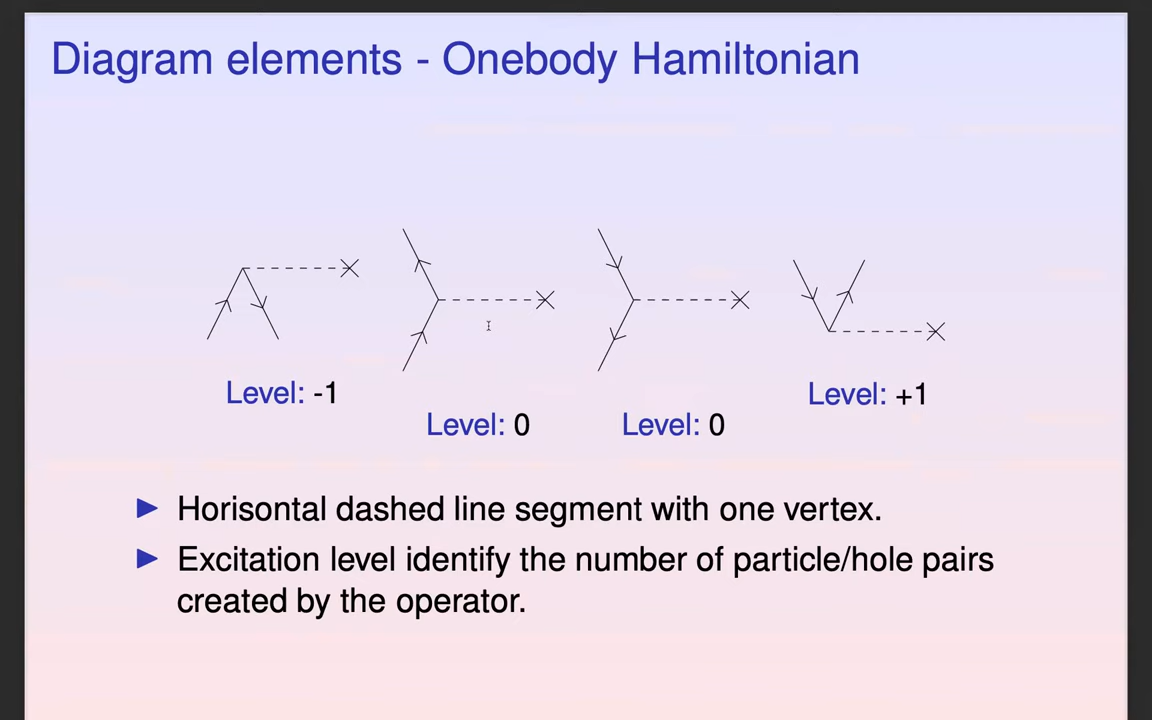 Diagram elements - Onebody Hamiltonian
Level: -1
Level: 0
Level: 0
Level: +1
Horisontal dashed line segment with one vertex.
Excitation level identify the number of particle/hole pairs
created by the operator.